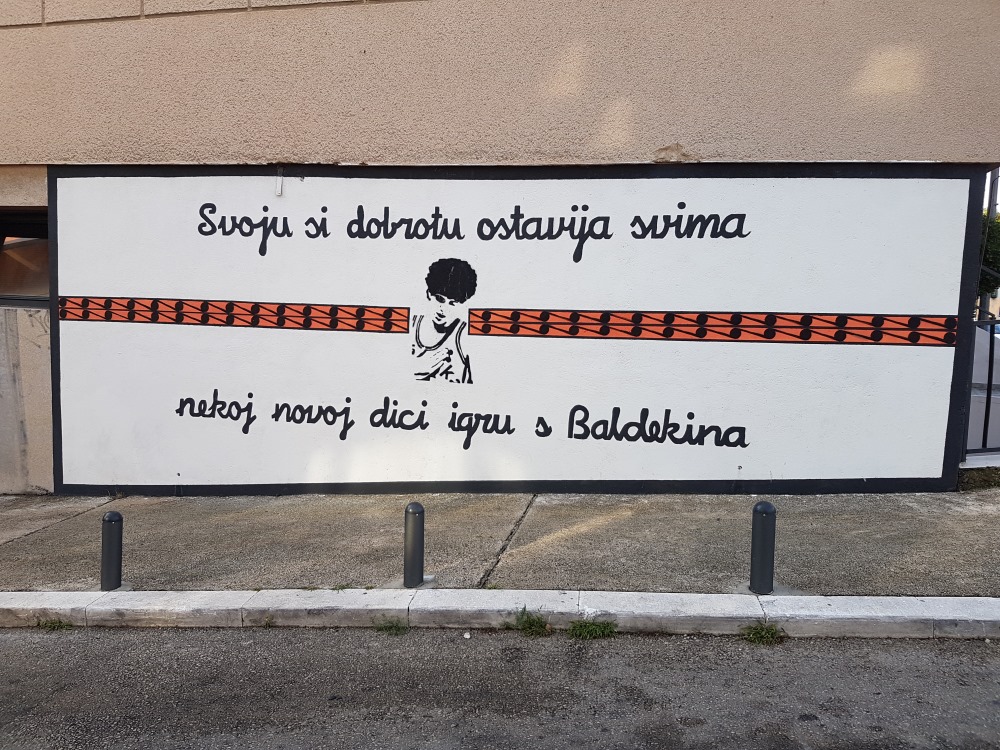 Svoju si dobrotu ostavija svima
nekoj novoj dici igru s Baldekina